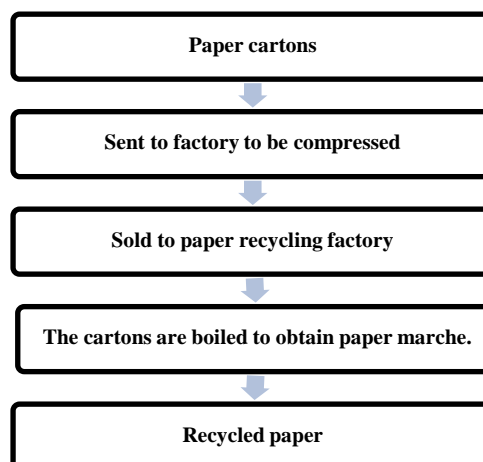 Paper cartons
Sent to factory to be compressed
Sold to paper recycling factory
The cartons are boiled to obtain paper marche.
Recycled paper